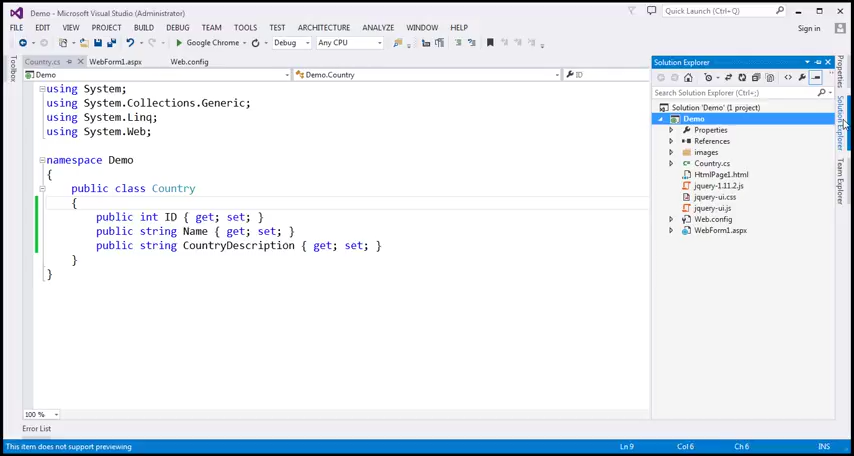 Demo - Microsoft Visual Studio (Administrator)
Quick Launch (Ctrl+Q)
FILE EDIT VIEW PROJECT BUILD DEBUG TEAM TOOLS TEST ARCHITECTURE ANALYZE WINDOW HELP
Sign in
Google Chrome Debug Any CPU
Toolbox
Country.cs WebForm1.aspx Web.config
Demo Demo.Country ID
using System;
using System.Collections.Generic;
using System.Linq;
using System.Web;
namespace Demo
{
public class Country
{
public int ID { get; set; }
public string Name { get; set; }
public string CountryDescription { get; set; }
}
}
100 %
Solution Explorer
Search Solution Explorer (Ctrl+;)
Solution 'Demo' (1 project)
Demo
Properties
References
images
Country.cs
HtmlPage1.html
jquery-1.11.2.js
jquery-ui.css
jquery-ui.js
Web.config
WebForm1.aspx
Properties
Solution Explorer
Team Explorer
Error List
This item does not support previewing
Ln 9 Col 6 Ch 6 INS